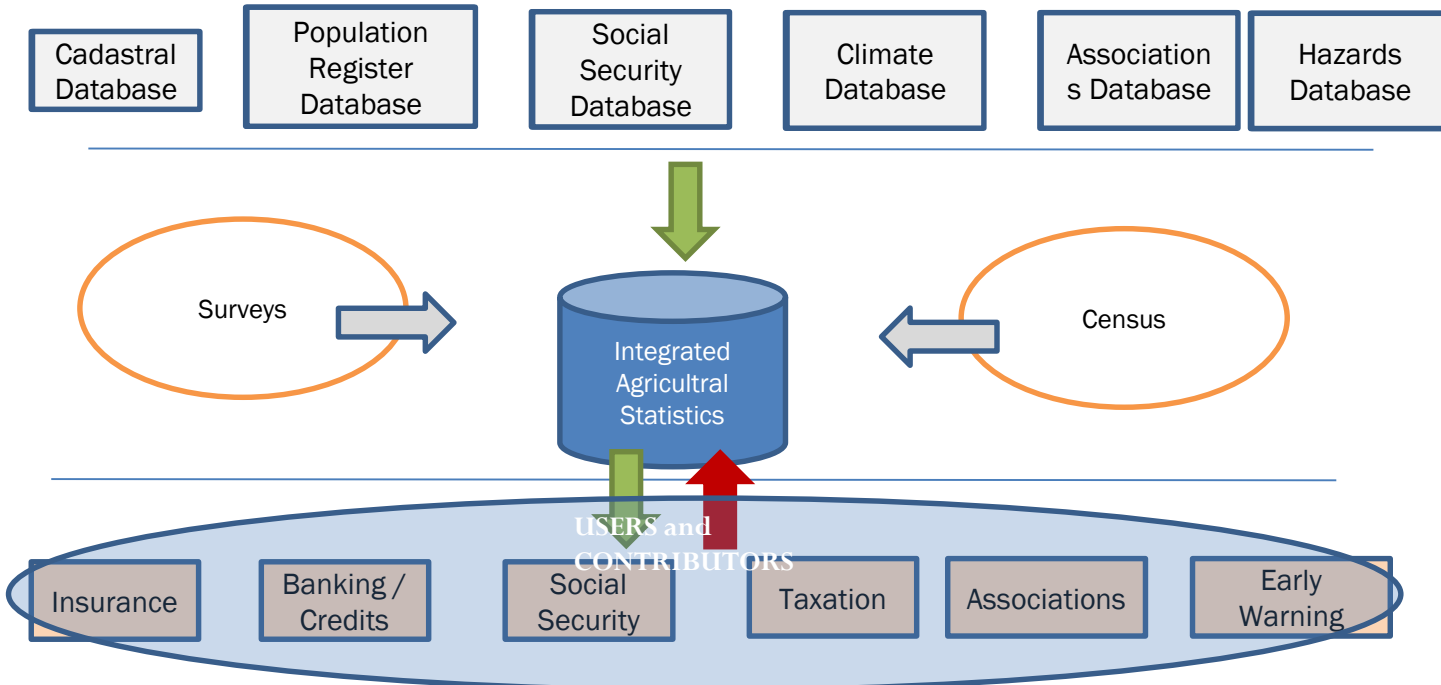 Cadastral
Database
Population
Register
Database
Social
Security
Database
Climate
Database
Association
s Database
Hazards
Database
Surveys
Integrated
Agricultral
Statistics
Census
USERS and
CONTRIBUTORS
Insurance
Banking /
Credits
Social
Security
Taxation
Associations
Early
Warning